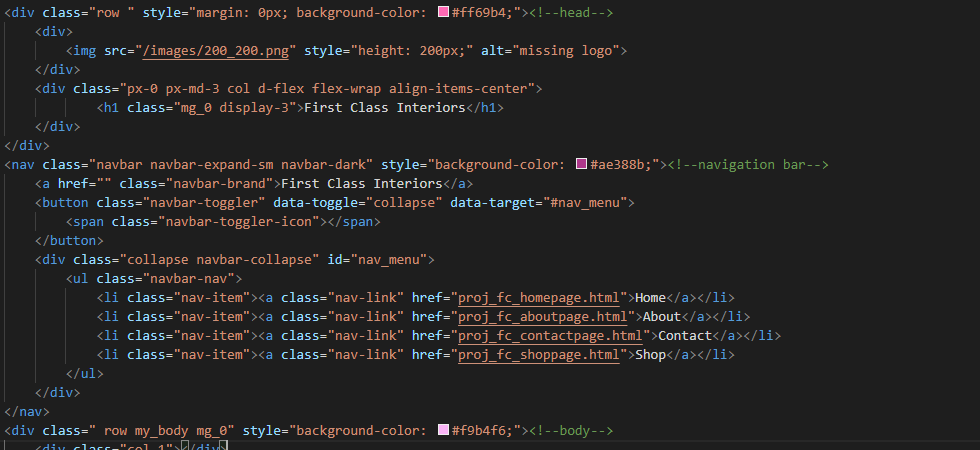 <div class="row " style="margin: 0px; background-color: #ff69b4;"><!--head-->
<div>
<img src="/images/200_200.png" style="height: 200px;" alt="missing logo">
</div>
<div class="px-0 px-md-3 col d-flex flex-wrap align-items-center">
<h1 class="mg_0 display-3">First Class Interiors</h1>
</div>
</div>
<nav class="navbar navbar-expand-sm navbar-dark" style="background-color: #ae388b;"><!--navigation bar-->
<a href="" class="navbar-brand">First Class Interiors</a>
<button class="navbar-toggler" data-toggle="collapse" data-target="#nav_menu">
<span class="navbar-toggler-icon"></span>
</button>
<div class="collapse navbar-collapse" id="nav_menu">
<ul class="navbar-nav">
<li class="nav-item"><a class="nav-link" href="proj_fc_homepage.html">Home</a></li>
<li class="nav-item"><a class="nav-link" href="proj_fc_aboutpage.html">About</a></li>
<li class="nav-item"><a class="nav-link" href="proj_fc_contactpage.html">Contact</a></li>
<li class="nav-item"><a class="nav-link" href="proj_fc_shoppage.html">Shop</a></li>
</ul>
</div>
</nav>
<div class=" row my_body mg_0" style="background-color: #f9b4f6;"><!--body-->
<div class="col 1"></div>